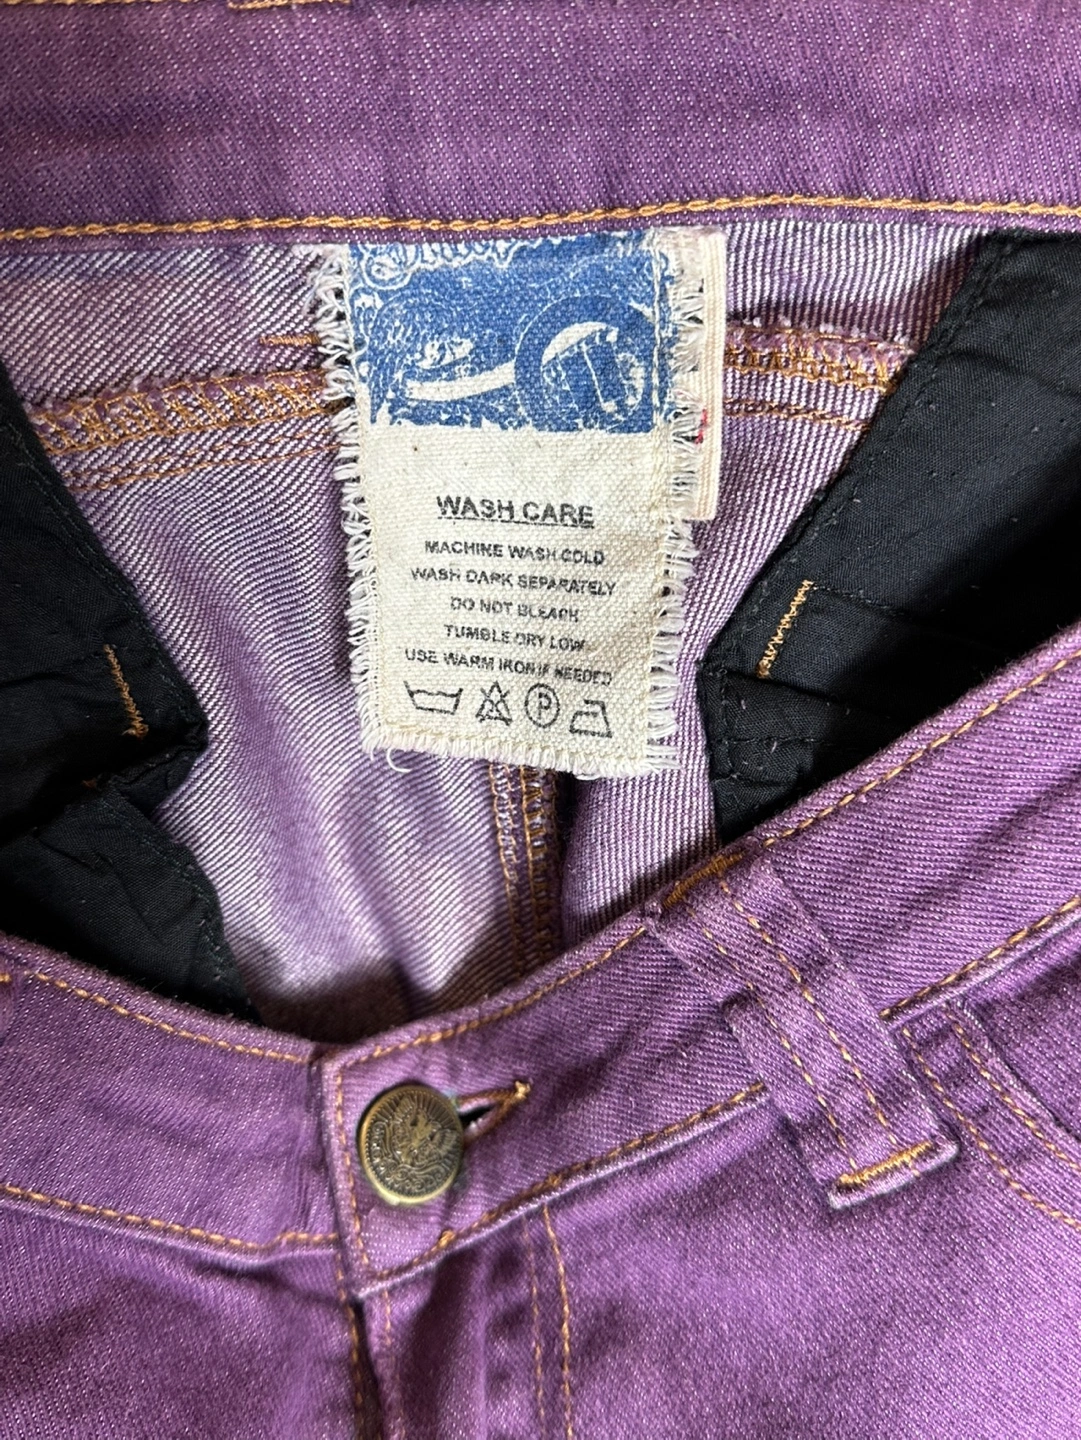 WASH CARE
MACHINE WASH COLD
WASH DARK SEPARATELY
DO NOT BLEACH
TUMBLE DRY LOW
USE WARM IRON IF NEEDED
P